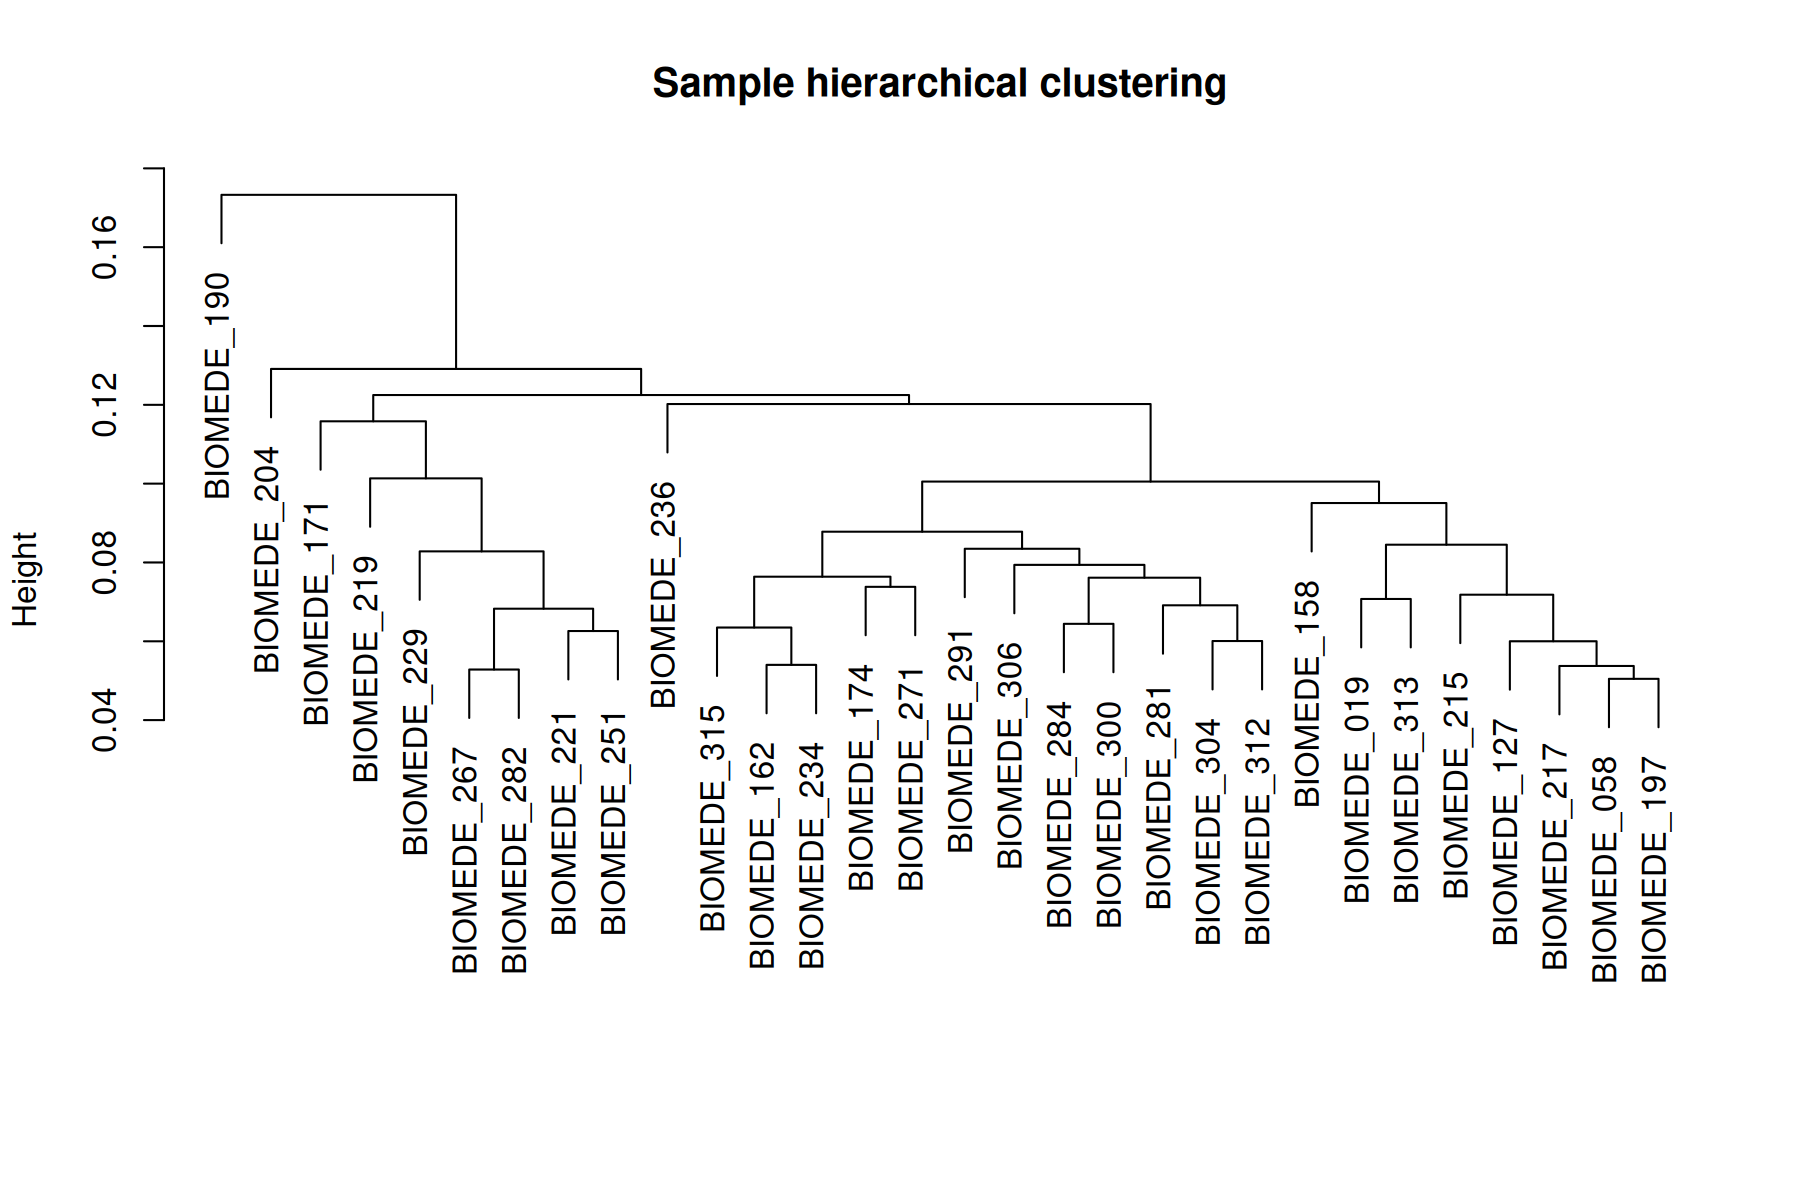 Sample hierarchical clustering
Height
0.04
0.08
0.12
0.16
BIOMEDE_190
BIOMEDE_204
BIOMEDE_171
BIOMEDE_219
BIOMEDE_229
BIOMEDE_267
BIOMEDE_282
BIOMEDE_221
BIOMEDE_251
BIOMEDE_236
BIOMEDE_315
BIOMEDE_162
BIOMEDE_234
BIOMEDE_174
BIOMEDE_271
BIOMEDE_291
BIOMEDE_306
BIOMEDE_284
BIOMEDE_300
BIOMEDE_281
BIOMEDE_304
BIOMEDE_312
BIOMEDE_158
BIOMEDE_019
BIOMEDE_313
BIOMEDE_215
BIOMEDE_127
BIOMEDE_217
BIOMEDE_058
BIOMEDE_197